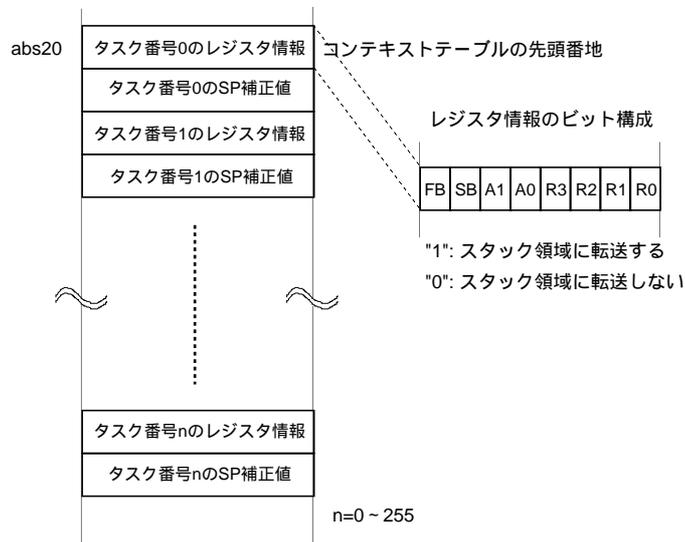 abs20
タスク番号0のレジスタ情報
コンテキストテーブルの先頭番地
タスク番号0のSP補正値
タスク番号1のレジスタ情報
タスク番号1のSP補正値
レジスタ情報のビット構成
FB SB A1 A0 R3 R2 R1 R0
"1": スタック領域に転送する
"0": スタック領域に転送しない
タスク番号nのレジスタ情報
タスク番号nのSP補正値
n=0 ~ 255